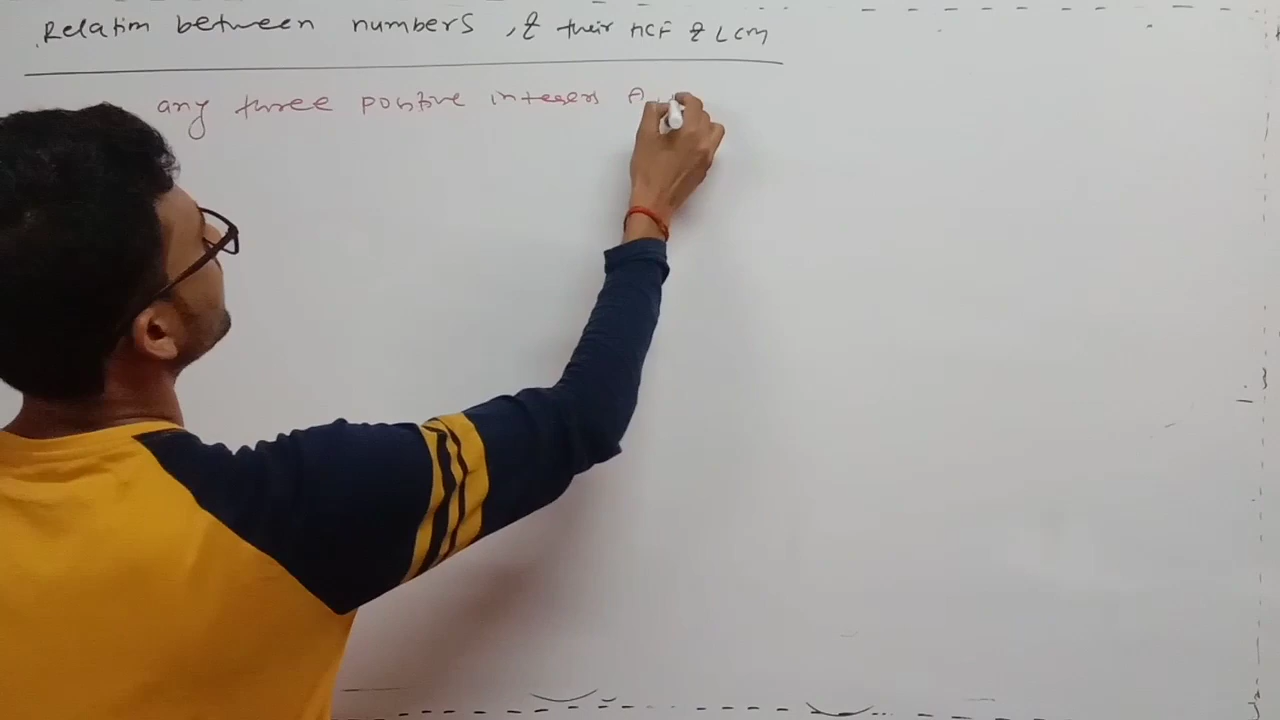 Relation between numbers, & their HCF & LCM
any three positive integers A,